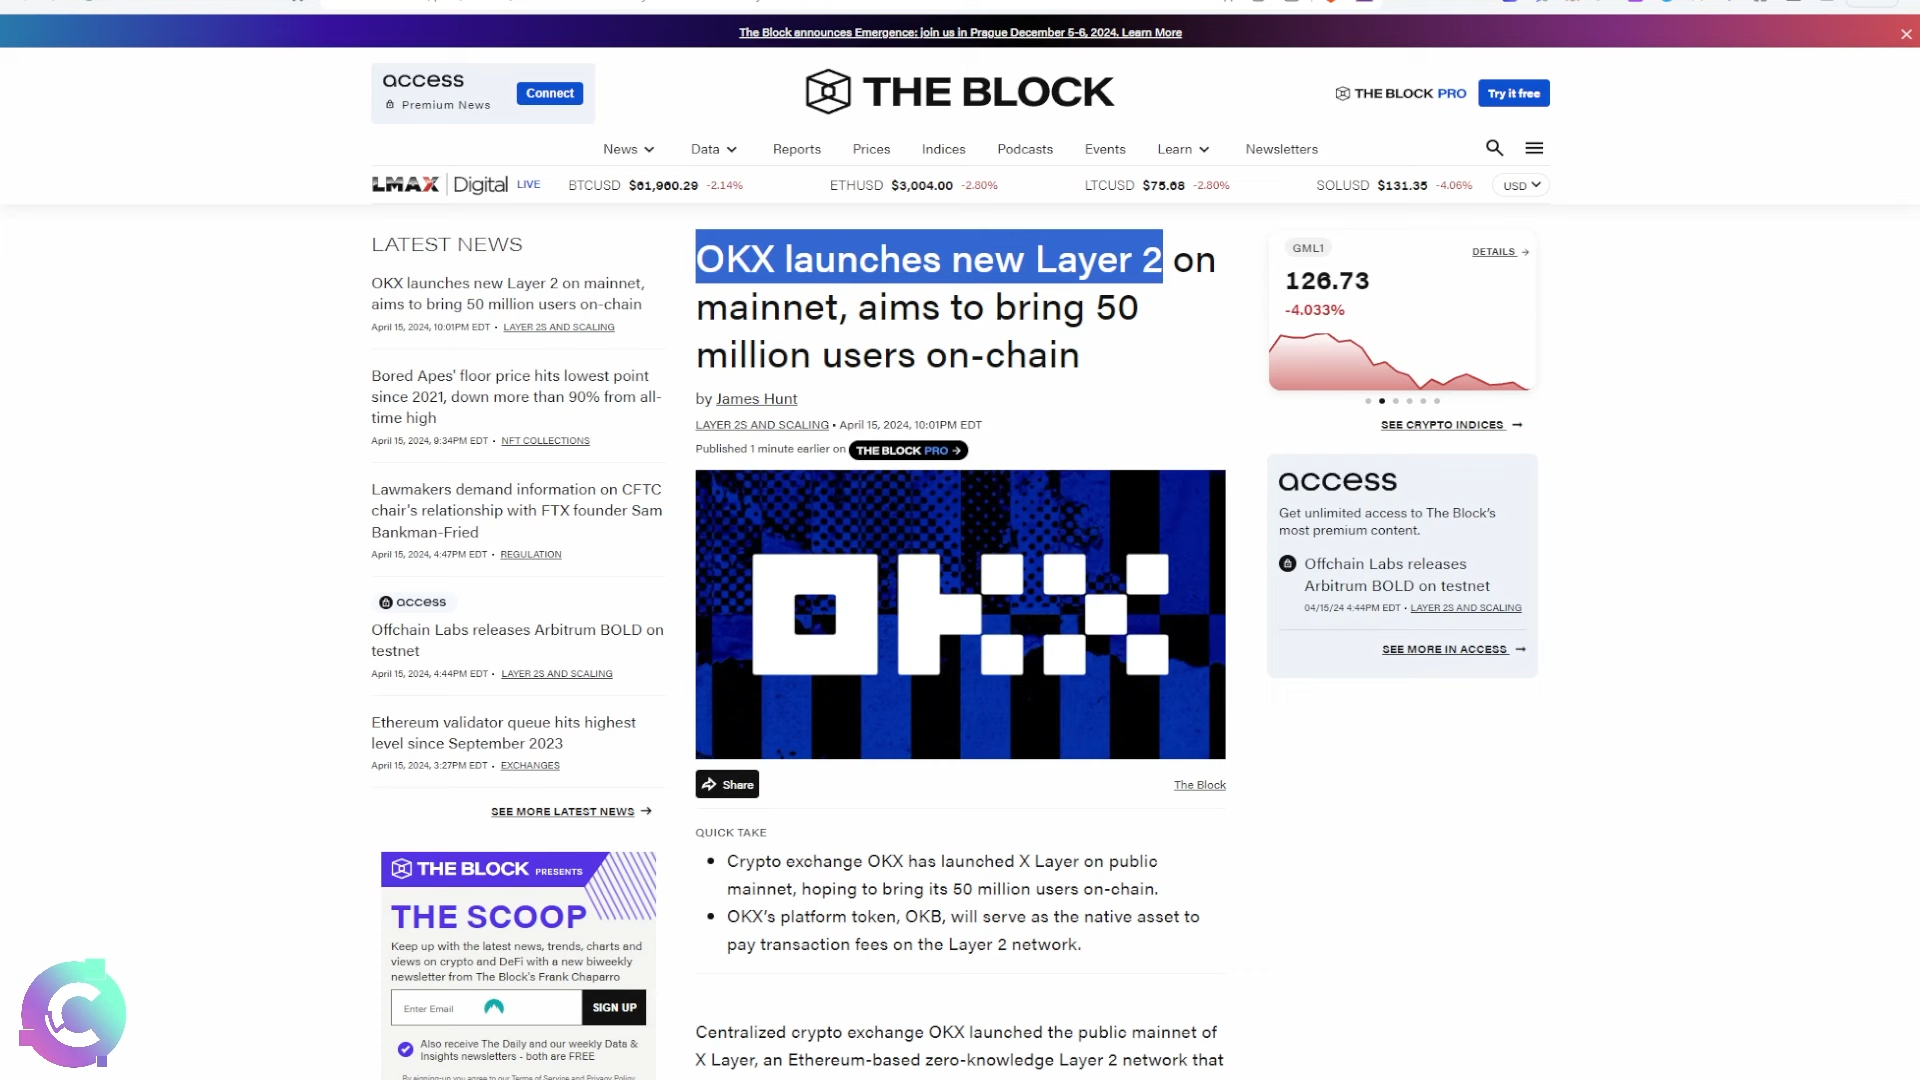 The Block announces Emergence: join us in Prague December 5-6, 2024. Learn More
access
Premium News
Connect
THE BLOCK
THE BLOCK PRO
Try it free
News
Data
Reports
Prices
Indices
Podcasts
Events
Learn
Newsletters
LMAX Digital LIVE
BTCUSD $61,960.29 -2.14%
ETHUSD $3,004.00 -2.80%
LTCUSD $75.68 -2.80%
SOLUSD $131.35 -4.06%
USD
LATEST NEWS
OKX launches new Layer 2 on mainnet,
aims to bring 50 million users on-chain
April 15, 2024, 10:01PM EDT • LAYER 2S AND SCALING
Bored Apes' floor price hits lowest point
since 2021, down more than 90% from all-
time high
April 15, 2024, 9:34PM EDT • NFT COLLECTIONS
Lawmakers demand information on CFTC
chair's relationship with FTX founder Sam
Bankman-Fried
April 15, 2024, 4:47PM EDT • REGULATION
access
Offchain Labs releases Arbitrum BOLD on
testnet
April 15, 2024, 4:44PM EDT • LAYER 2S AND SCALING
Ethereum validator queue hits highest
level since September 2023
April 15, 2024, 3:27PM EDT • EXCHANGES
SEE MORE LATEST NEWS →
THE BLOCK PRESENTS
THE SCOOP
Keep up with the latest news, trends, charts and
views on crypto and DeFi with a new biweekly
newsletter from The Block's Frank Chaparro
Enter Email
SIGN UP
Also receive The Daily and our weekly Data &
Insights newsletters - both are FREE
By signing-up you agree to our Terms of Service and Privacy Policy
OKX launches new Layer 2 on
mainnet, aims to bring 50
million users on-chain
by James Hunt
LAYER 2S AND SCALING • April 15, 2024, 10:01PM EDT
Published 1 minute earlier on THE BLOCK PRO →
OKX
Share
The Block
QUICK TAKE
• Crypto exchange OKX has launched X Layer on public
mainnet, hoping to bring its 50 million users on-chain.
• OKX’s platform token, OKB, will serve as the native asset to
pay transaction fees on the Layer 2 network.
Centralized crypto exchange OKX launched the public mainnet of
X Layer, an Ethereum-based zero-knowledge Layer 2 network that
GML1
DETAILS →
126.73
-4.033%
SEE CRYPTO INDICES →
access
Get unlimited access to The Block’s
most premium content.
Offchain Labs releases
Arbitrum BOLD on testnet
04/15/24 4:44PM EDT • LAYER 2S AND SCALING
SEE MORE IN ACCESS →